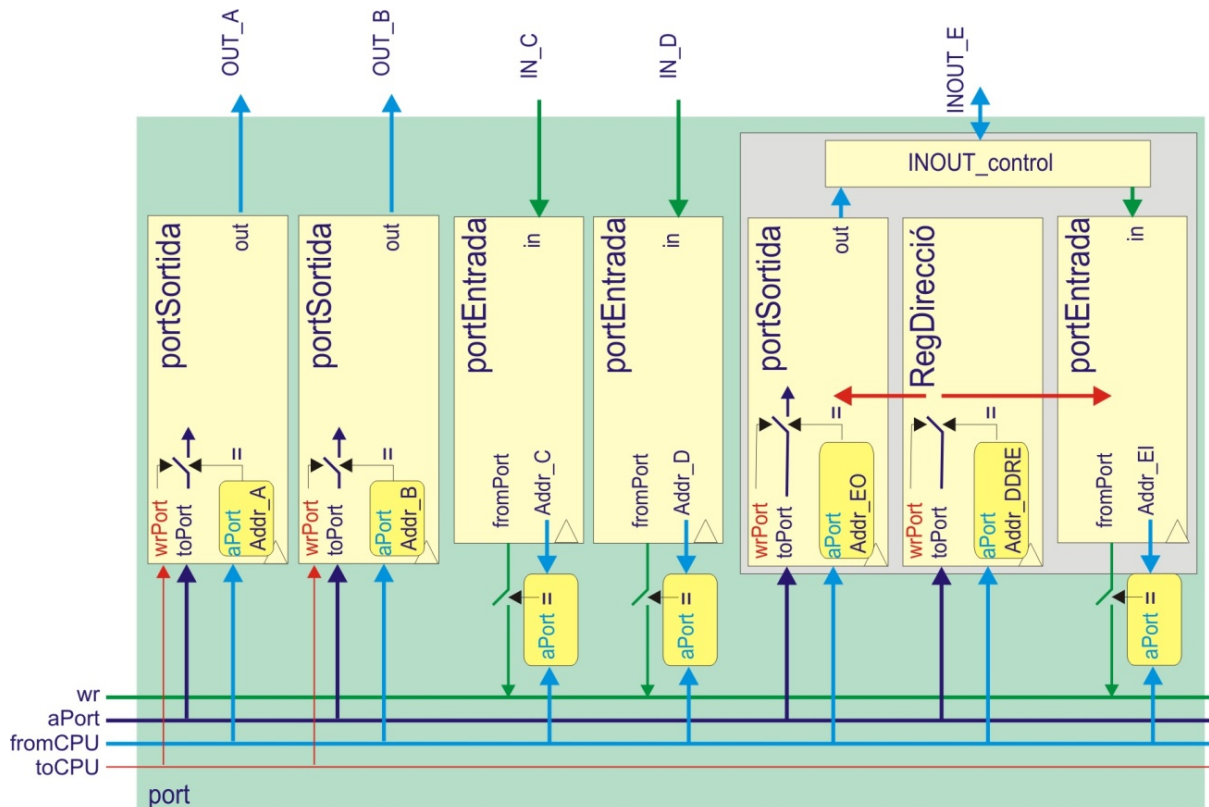 OUT_A
OUT_B
IN_C
IN_D
INOUT_E
INOUT_control
portSortida
out
wrPort
toPort
=
aPort
Addr_A
portSortida
out
wrPort
toPort
=
aPort
Addr_B
portEntrada
in
fromPort
Addr_C
aPort =
portEntrada
in
fromPort
Addr_D
aPort =
portSortida
out
wrPort
toPort
=
aPort
Addr_EO
RegDirecció
wrPort
toPort
=
aPort
Addr_DDRE
portEntrada
in
fromPort
Addr_EI
aPort =
wr
aPort
fromCPU
toCPU
port